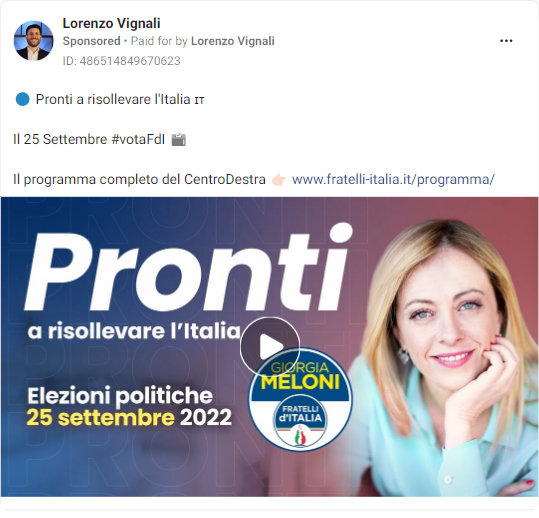 Lorenzo Vignali
Sponsored • Paid for by Lorenzo Vignali
ID: 486514849670623
🔵 Pronti a risollevare l'Italia 🇮🇹
Il 25 Settembre #votaFdI 🗳
Il programma completo del CentroDestra 👉🏻 www.fratelli-italia.it/programma/
Pronti
a risollevare l'Italia
Elezioni politiche
25 settembre 2022
GIORGIA
MELONI
FRATELLI
d'ITALIA